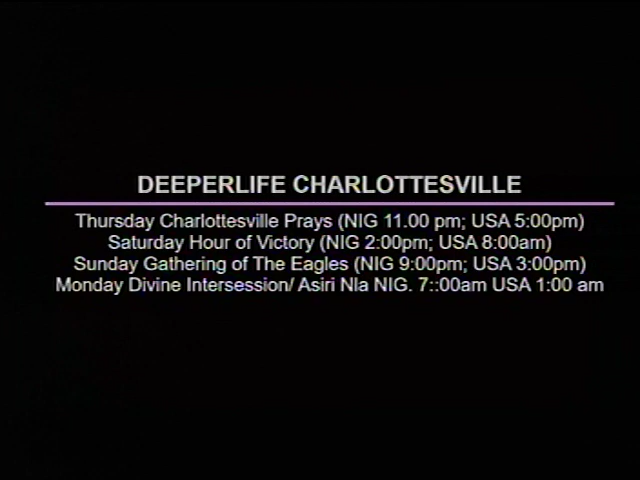 DEEPERLIFE CHARLOTTESVILLE
Thursday Charlottesville Prays (NIG 11.00 pm; USA 5:00pm)
Saturday Hour of Victory (NIG 2:00pm; USA 8:00am)
Sunday Gathering of The Eagles (NIG 9:00pm; USA 3:00pm)
Monday Divine Intersession/ Asiri Nla NIG. 7::00am USA 1:00 am